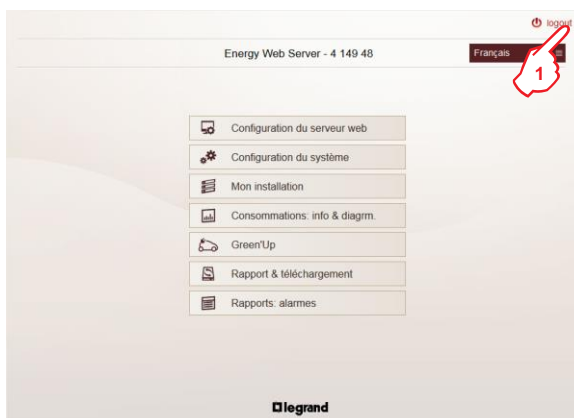 logout
Energy Web Server - 4 149 48
Français
1
Configuration du serveur web
Configuration du système
Mon installation
Consommations: info & diagrm.
Green'Up
Rapport & téléchargement
Rapports: alarmes
legrand